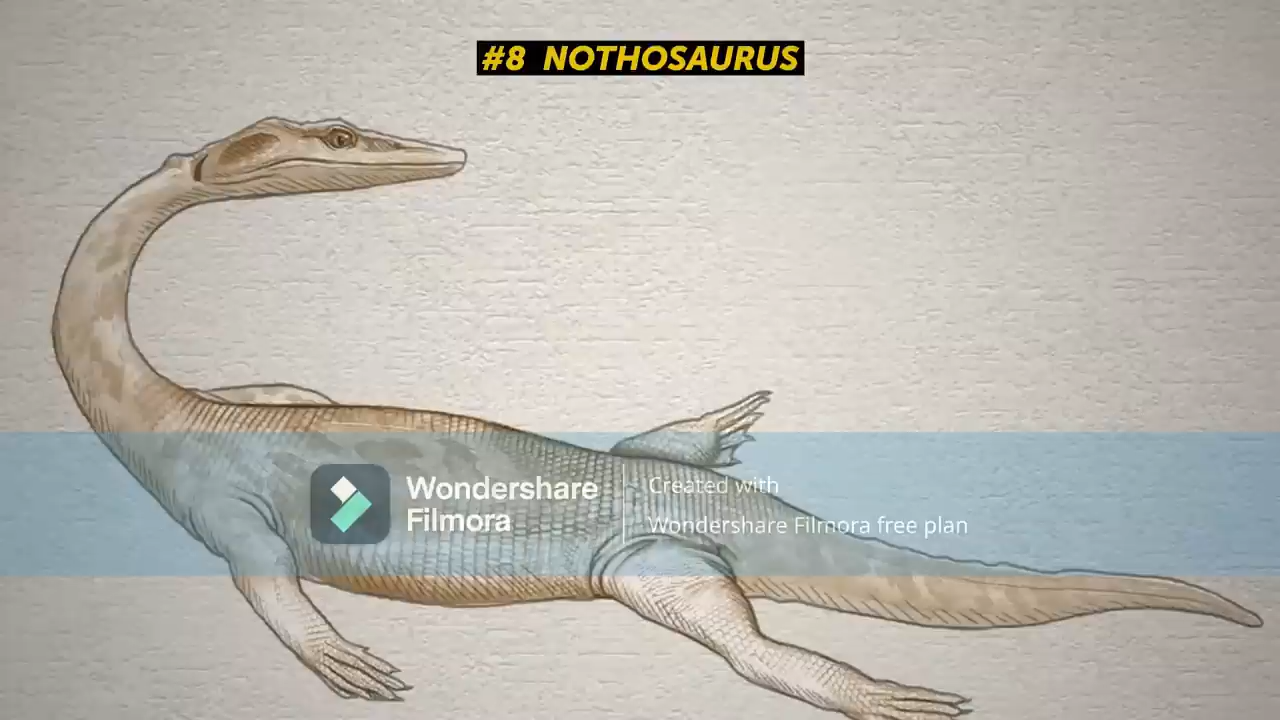 #8 NOTHOSAURUS
Wondershare
Filmora
Created with
Wondershare Filmora free plan